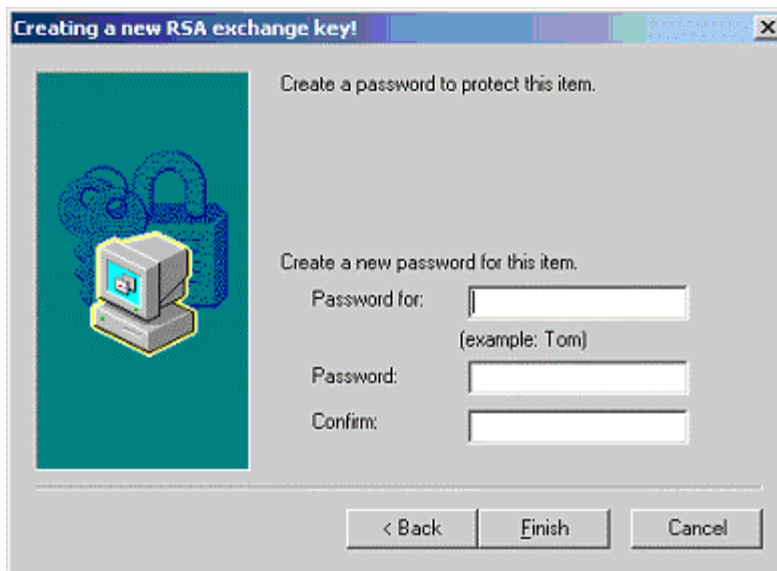 Creating a new RSA exchange key!
Create a password to protect this item.
Create a new password for this item.
Password for:
(example: Tom)
Password:
Confirm:
< Back Finish Cancel